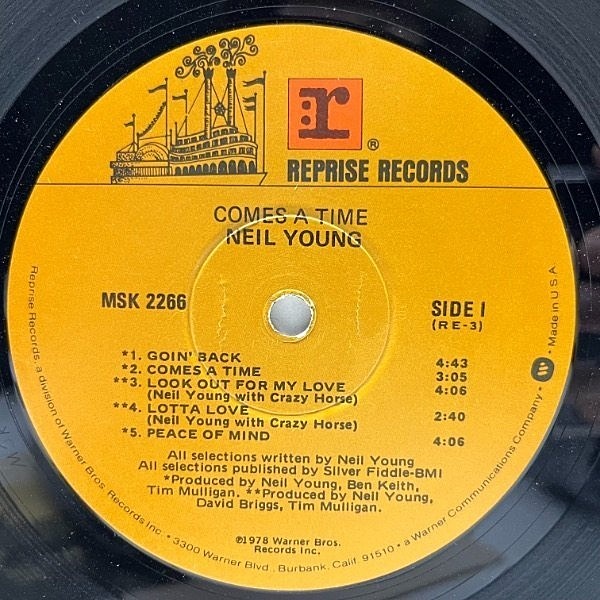 r
®
REPRISE RECORDS
COMES A TIME
NEIL YOUNG
MSK 2266
SIDE 1
(RE-3)
*1. GOIN' BACK 4:43
*2. COMES A TIME 3:05
**3. LOOK OUT FOR MY LOVE 4:06
(Neil Young with Crazy Horse)
**4. LOTTA LOVE 2:40
(Neil Young with Crazy Horse)
*5. PEACE OF MIND 4:06
All selections written by Neil Young
All selections published by Silver Fiddle-BMI
*Produced by Neil Young, Ben Keith,
Tim Mulligan. **Produced by Neil Young,
David Briggs, Tim Mulligan.
℗1978 Warner Bros.
Records Inc.
Reprise Records, a division of Warner Bros. Records Inc. • 3300 Warner Blvd., Burbank, Calif. 91510 • a Warner Communications Company • Made in U.S.A.